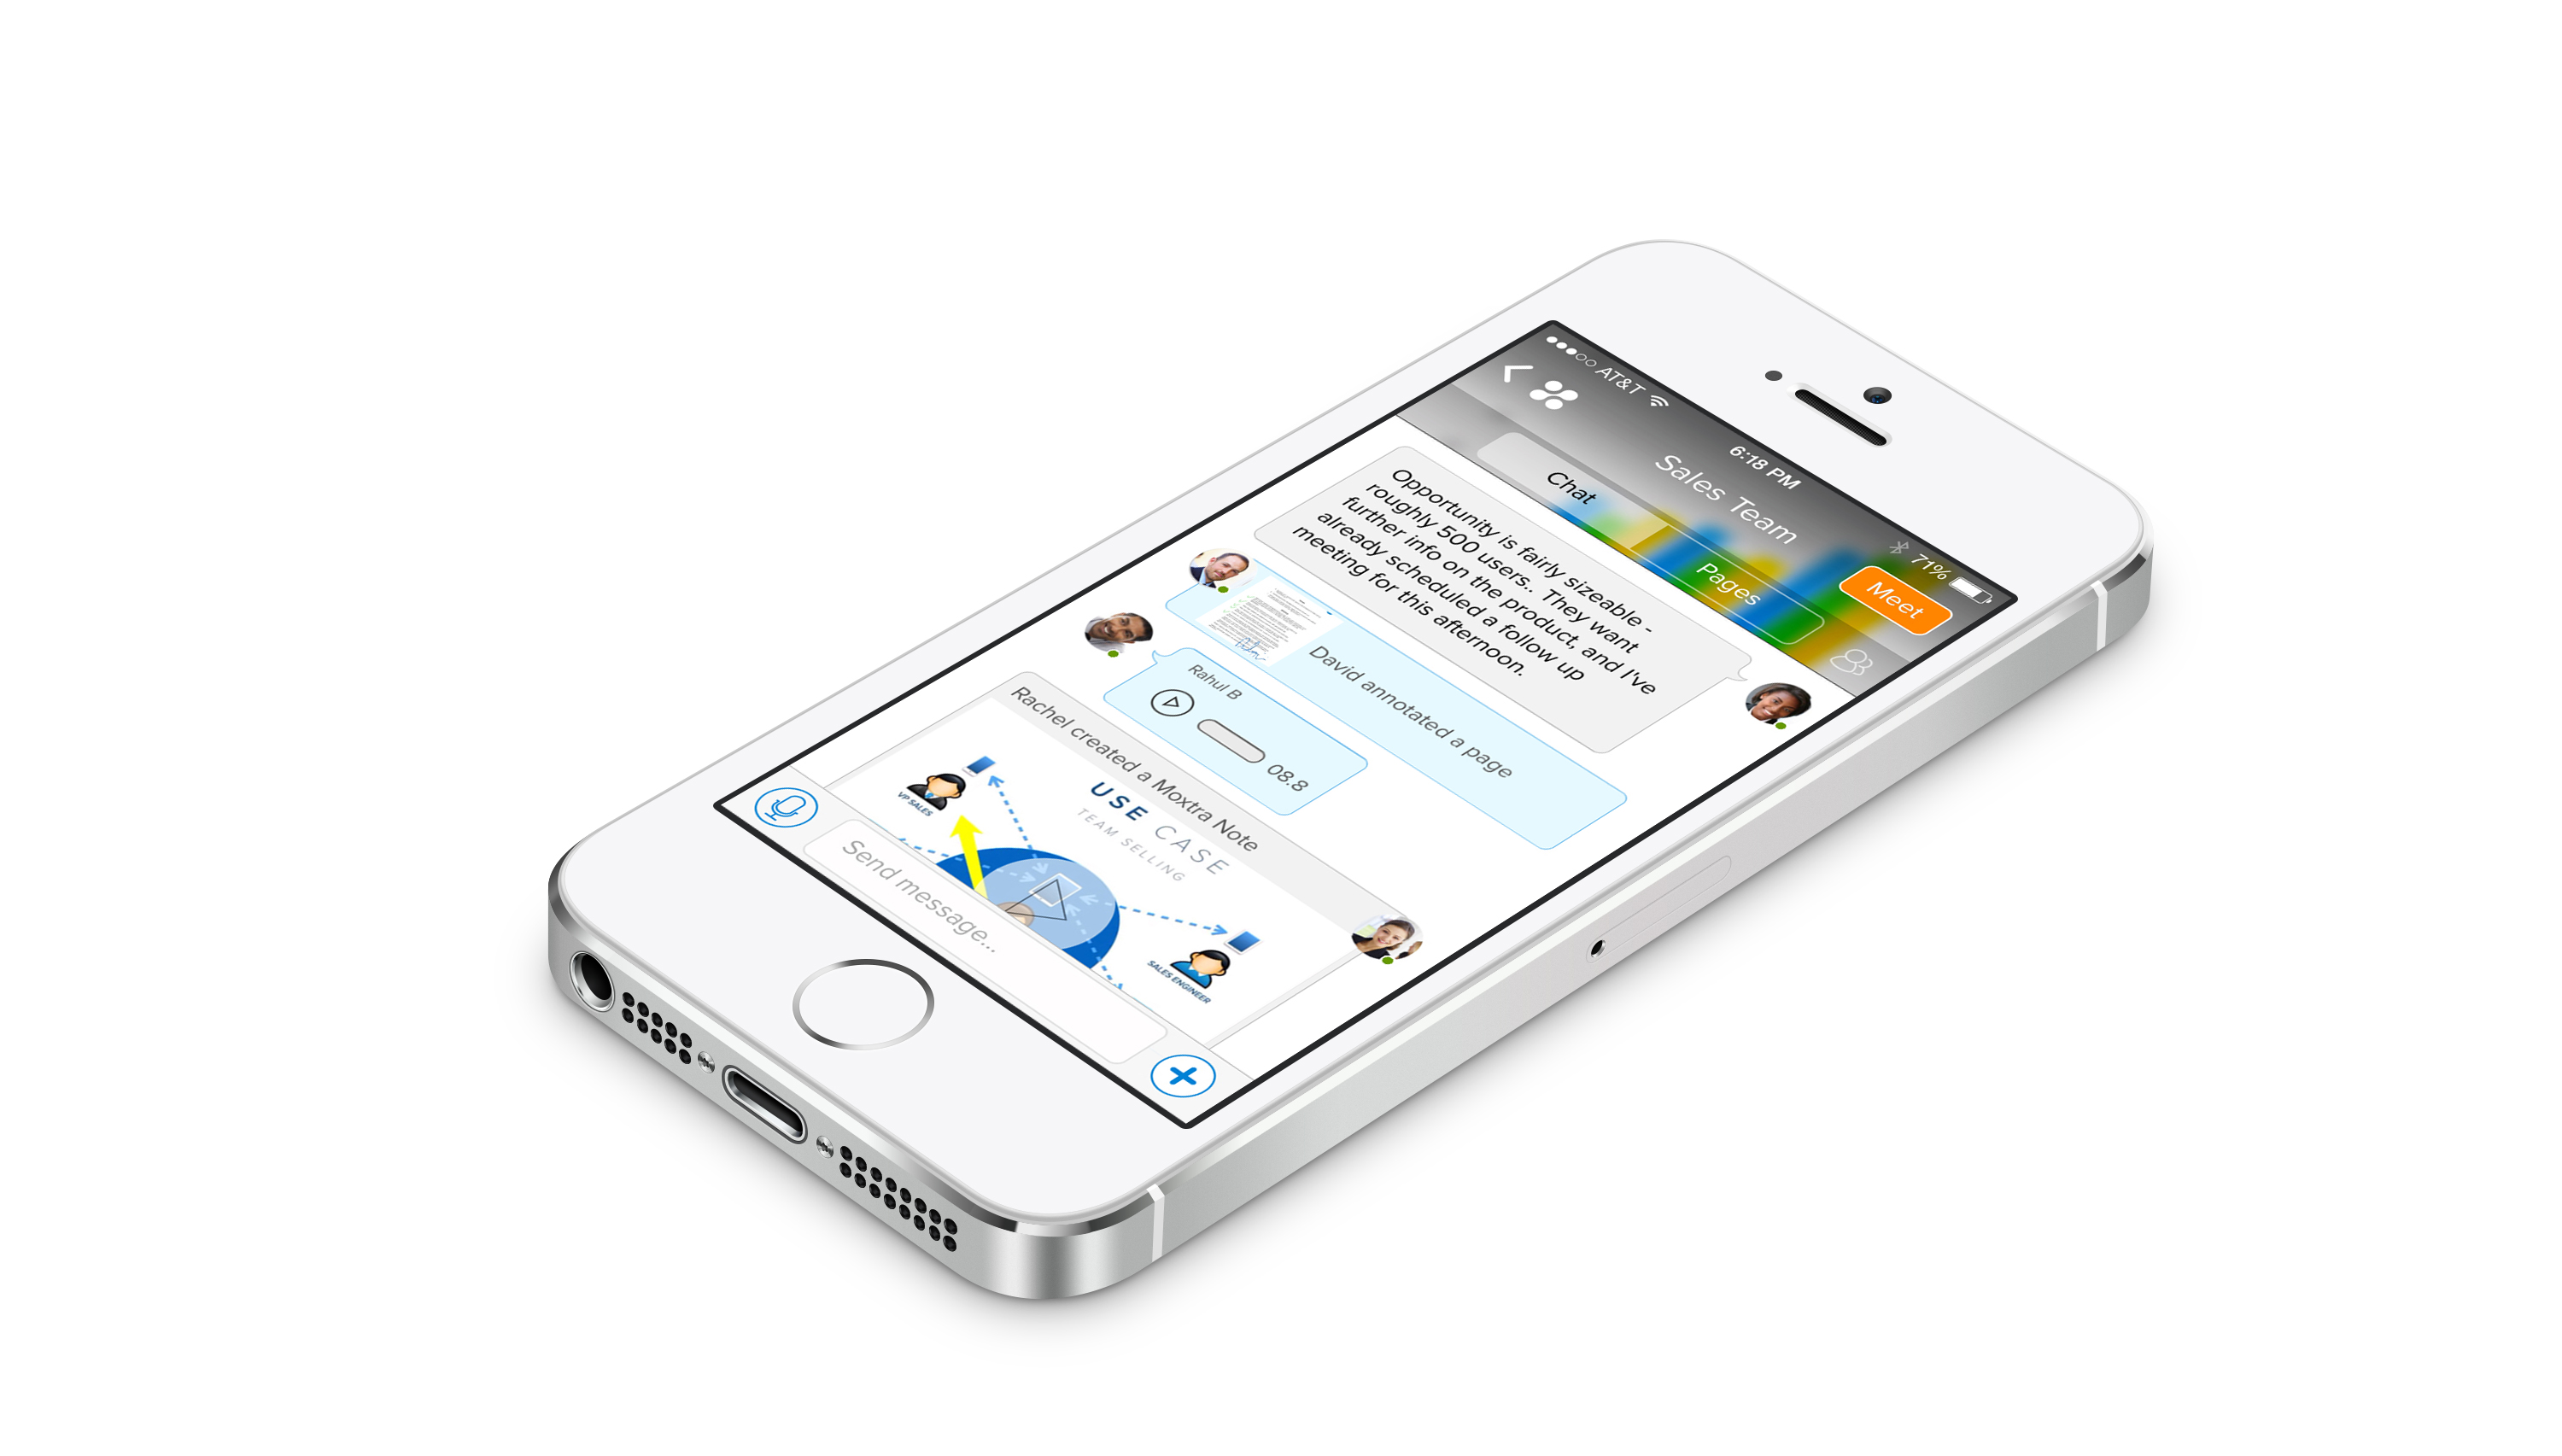 AT&T
6:18 PM
71%
Sales Team
Meet
Chat
Pages
Opportunity is fairly sizeable -
roughly 500 users.. They want
further info on the product, and I've
already scheduled a follow up
meeting for this afternoon.
David annotated a page
Rahul B
08.8
Rachel created a Moxtra Note
USE CASE
TEAM SELLING
VP SALES
SALES ENGINEER
Send message...